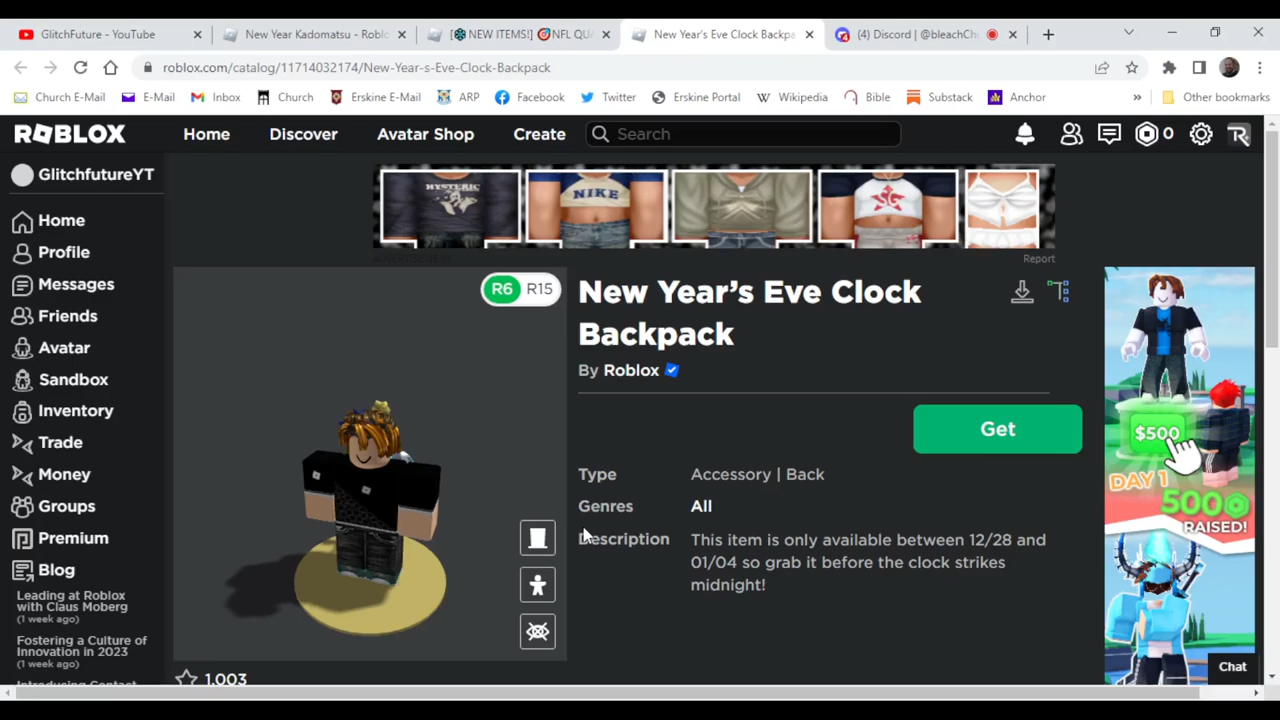 GlitchFuture - YouTube
New Year Kadomatsu - Roblo
[NEW ITEMS!] 🎯NFL QUA
New Year's Eve Clock Backpa
(4) Discord | @bleachCh
roblox.com/catalog/11714032174/New-Year-s-Eve-Clock-Backpack
Church E-Mail
E-Mail
Inbox
Church
Erskine E-Mail
ARP
Facebook
Twitter
Erskine Portal
Wikipedia
Bible
Substack
Anchor
»
Other bookmarks
ROBLOX
Home
Discover
Avatar Shop
Create
Search
0
GlitchfutureYT
Home
Profile
Messages
Friends
Avatar
Sandbox
Inventory
Trade
Money
Groups
Premium
Blog
Leading at Roblox
with Claus Moberg
(1 week ago)
Fostering a Culture of
Innovation in 2023
(1 week ago)
HYSTERIC
NIKE
ADVERTISEMENT
Report
R6 R15
New Year's Eve Clock
Backpack
By Roblox
Get
Type Accessory | Back
Genres All
Description This item is only available between 12/28 and
01/04 so grab it before the clock strikes
midnight!
1,003
$500
DAY 1
500
RAISED!
Chat